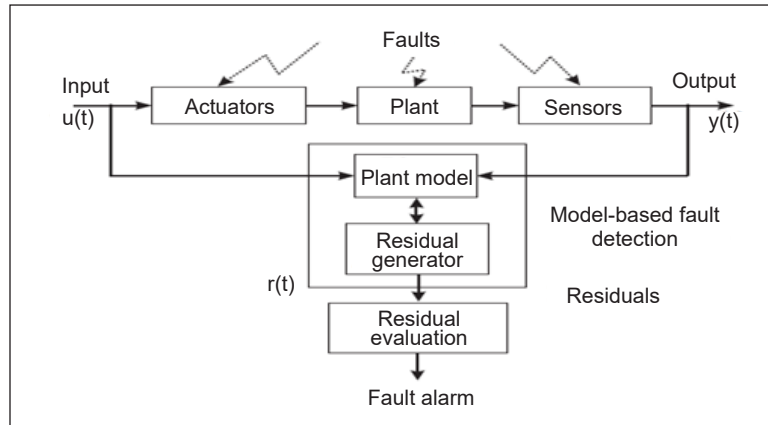 Faults
Input
u(t)
Actuators
Plant
Sensors
Output
y(t)
Plant model
Residual
generator
Model-based fault
detection
r(t)
Residuals
Residual
evaluation
Fault alarm